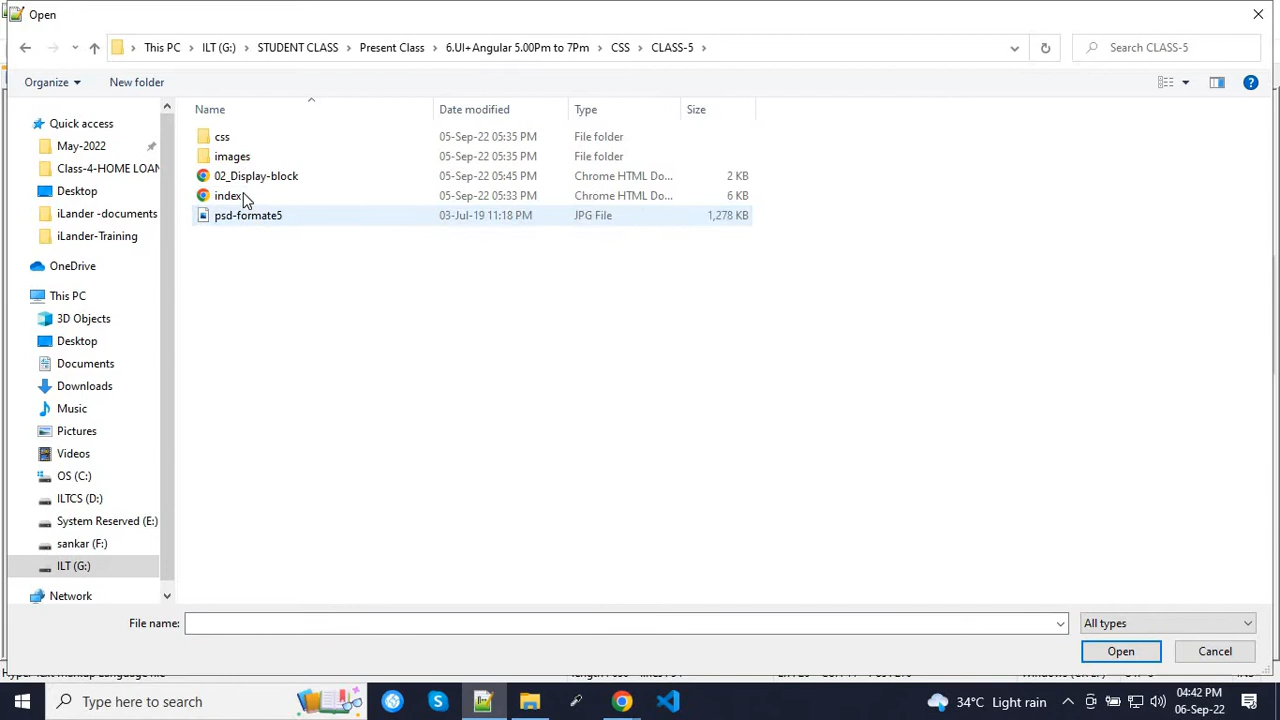 Open
This PC > ILT (G:) > STUDENT CLASS > Present Class > 6.UI+Angular 5.00Pm to 7Pm > CSS > CLASS-5 >
Search CLASS-5
Organize
New folder
Name
Date modified
Type
Size
Quick access
May-2022
Class-4-HOME LOAN
Desktop
iLander -documents
iLander-Training
OneDrive
This PC
3D Objects
Desktop
Documents
Downloads
Music
Pictures
Videos
OS (C:)
ILTCS (D:)
System Reserved (E:)
sankar (F:)
ILT (G:)
Network
css 05-Sep-22 05:35 PM File folder
images 05-Sep-22 05:35 PM File folder
02_Display-block 05-Sep-22 05:45 PM Chrome HTML Do... 2 KB
index 05-Sep-22 05:33 PM Chrome HTML Do... 6 KB
psd-formate5 03-Jul-19 11:18 PM JPG File 1,278 KB
File name:
All types
Open
Cancel
Type here to search
34°C Light rain
04:42 PM
06-Sep-22